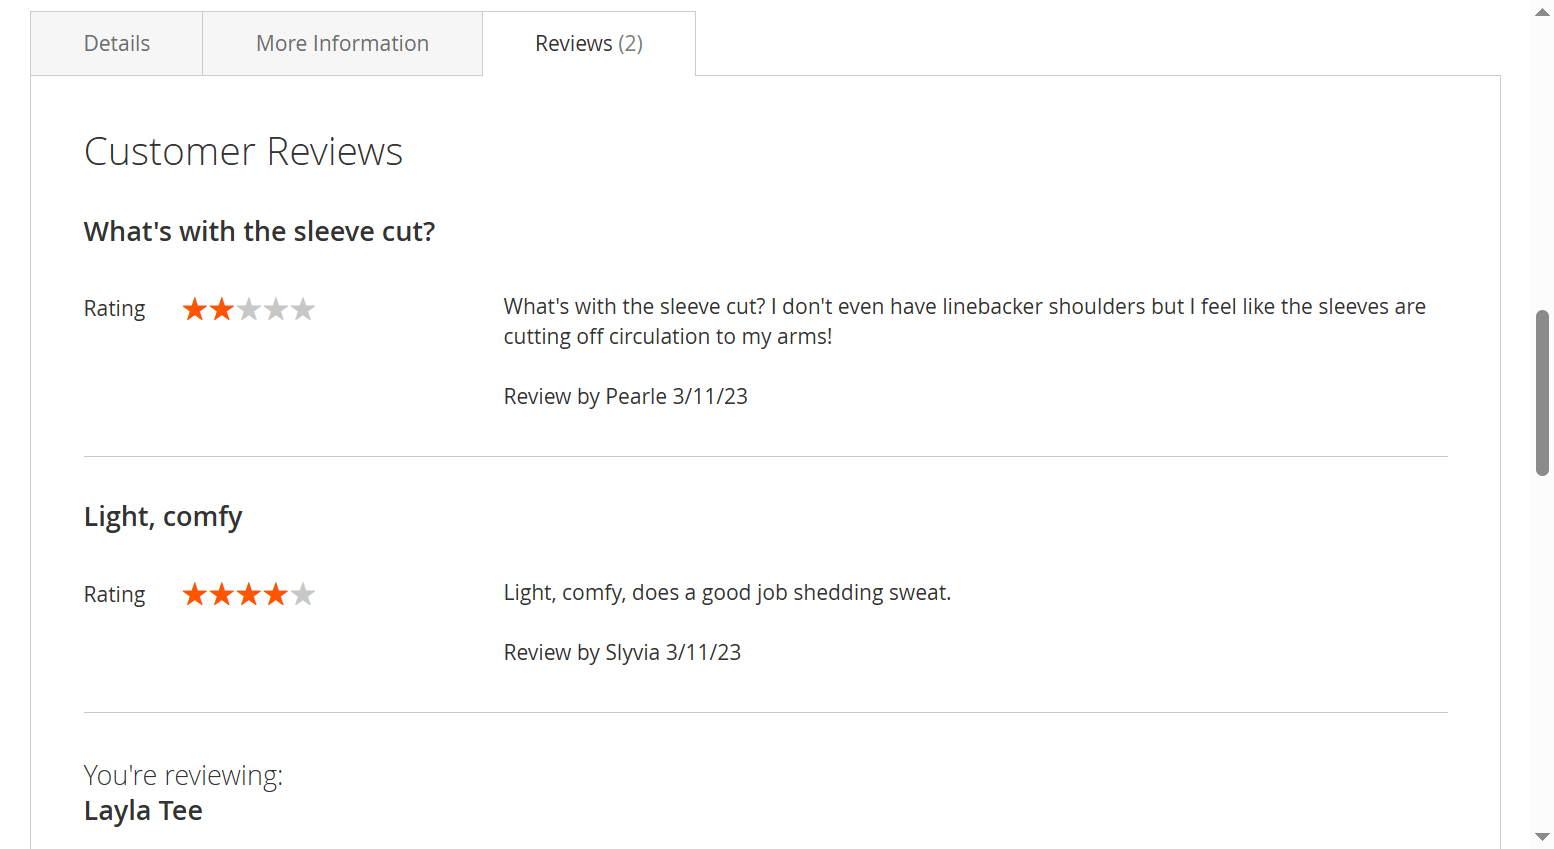 Details
More Information
Reviews (2)
Customer Reviews
What's with the sleeve cut?
Rating
What's with the sleeve cut? I don't even have linebacker shoulders but I feel like the sleeves are
cutting off circulation to my arms!
Review by Pearle 3/11/23
Light, comfy
Rating
Light, comfy, does a good job shedding sweat.
Review by Slyvia 3/11/23
You're reviewing:
Layla Tee